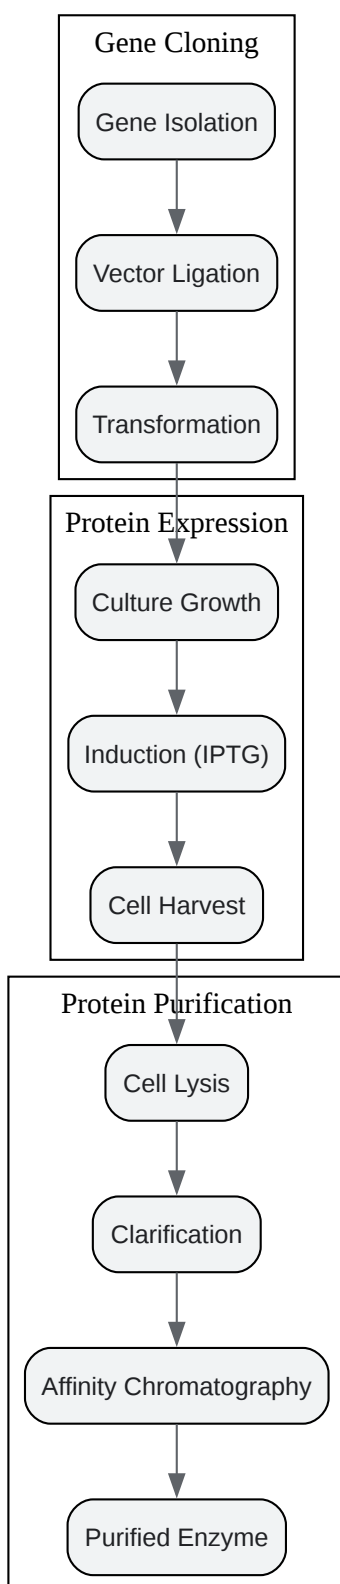 Gene Cloning
Gene Isolation
Vector Ligation
Transformation
Protein Expression
Culture Growth
Induction (IPTG)
Cell Harvest
Protein Purification
Cell Lysis
Clarification
Affinity Chromatography
Purified Enzyme